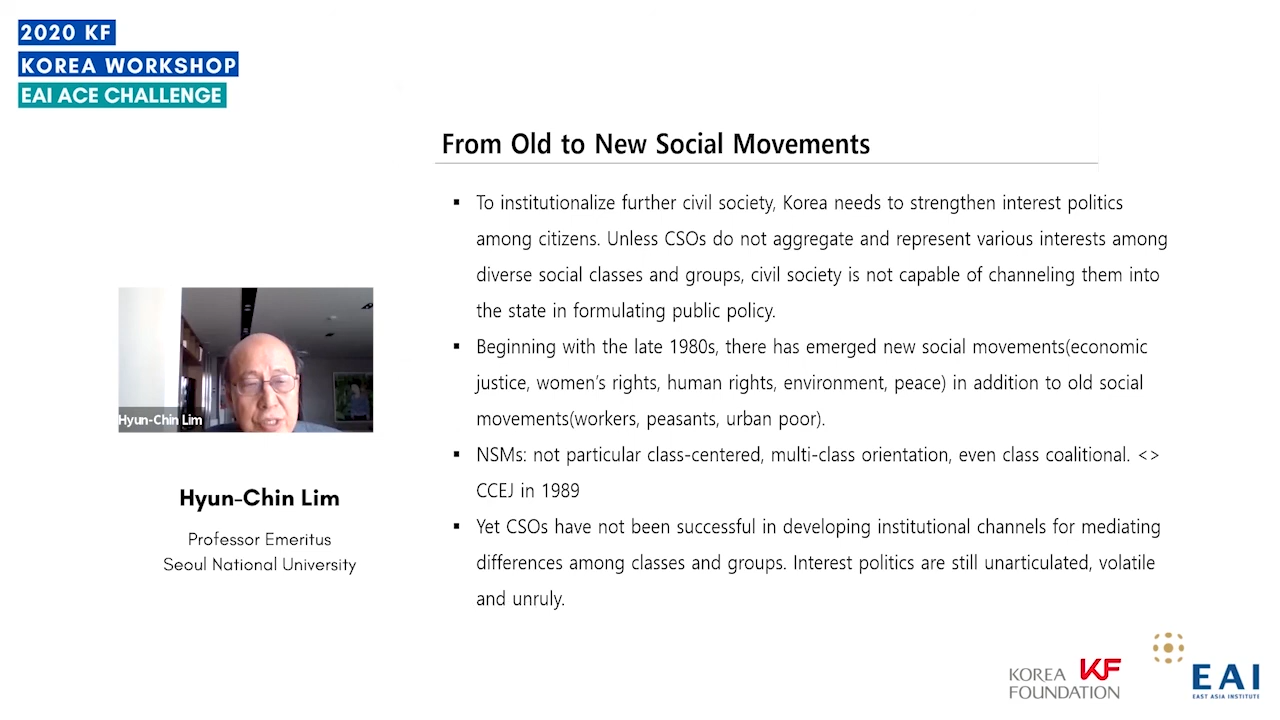 2020 KF
KOREA WORKSHOP
EAI ACE CHALLENGE
From Old to New Social Movements
▪ To institutionalize further civil society, Korea needs to strengthen interest politics
among citizens. Unless CSOs do not aggregate and represent various interests among
diverse social classes and groups, civil society is not capable of channeling them into
the state in formulating public policy.
▪ Beginning with the late 1980s, there has emerged new social movements(economic
justice, women's rights, human rights, environment, peace) in addition to old social
movements(workers, peasants, urban poor).
▪ NSMs: not particular class-centered, multi-class orientation, even class coalitional. <>
CCEJ in 1989
▪ Yet CSOs have not been successful in developing institutional channels for mediating
differences among classes and groups. Interest politics are still unarticulated, volatile
and unruly.
Hyun-Chin Lim
Hyun-Chin Lim
Professor Emeritus
Seoul National University
KOREA KF
FOUNDATION
EAI
EAST ASIA INSTITUTE